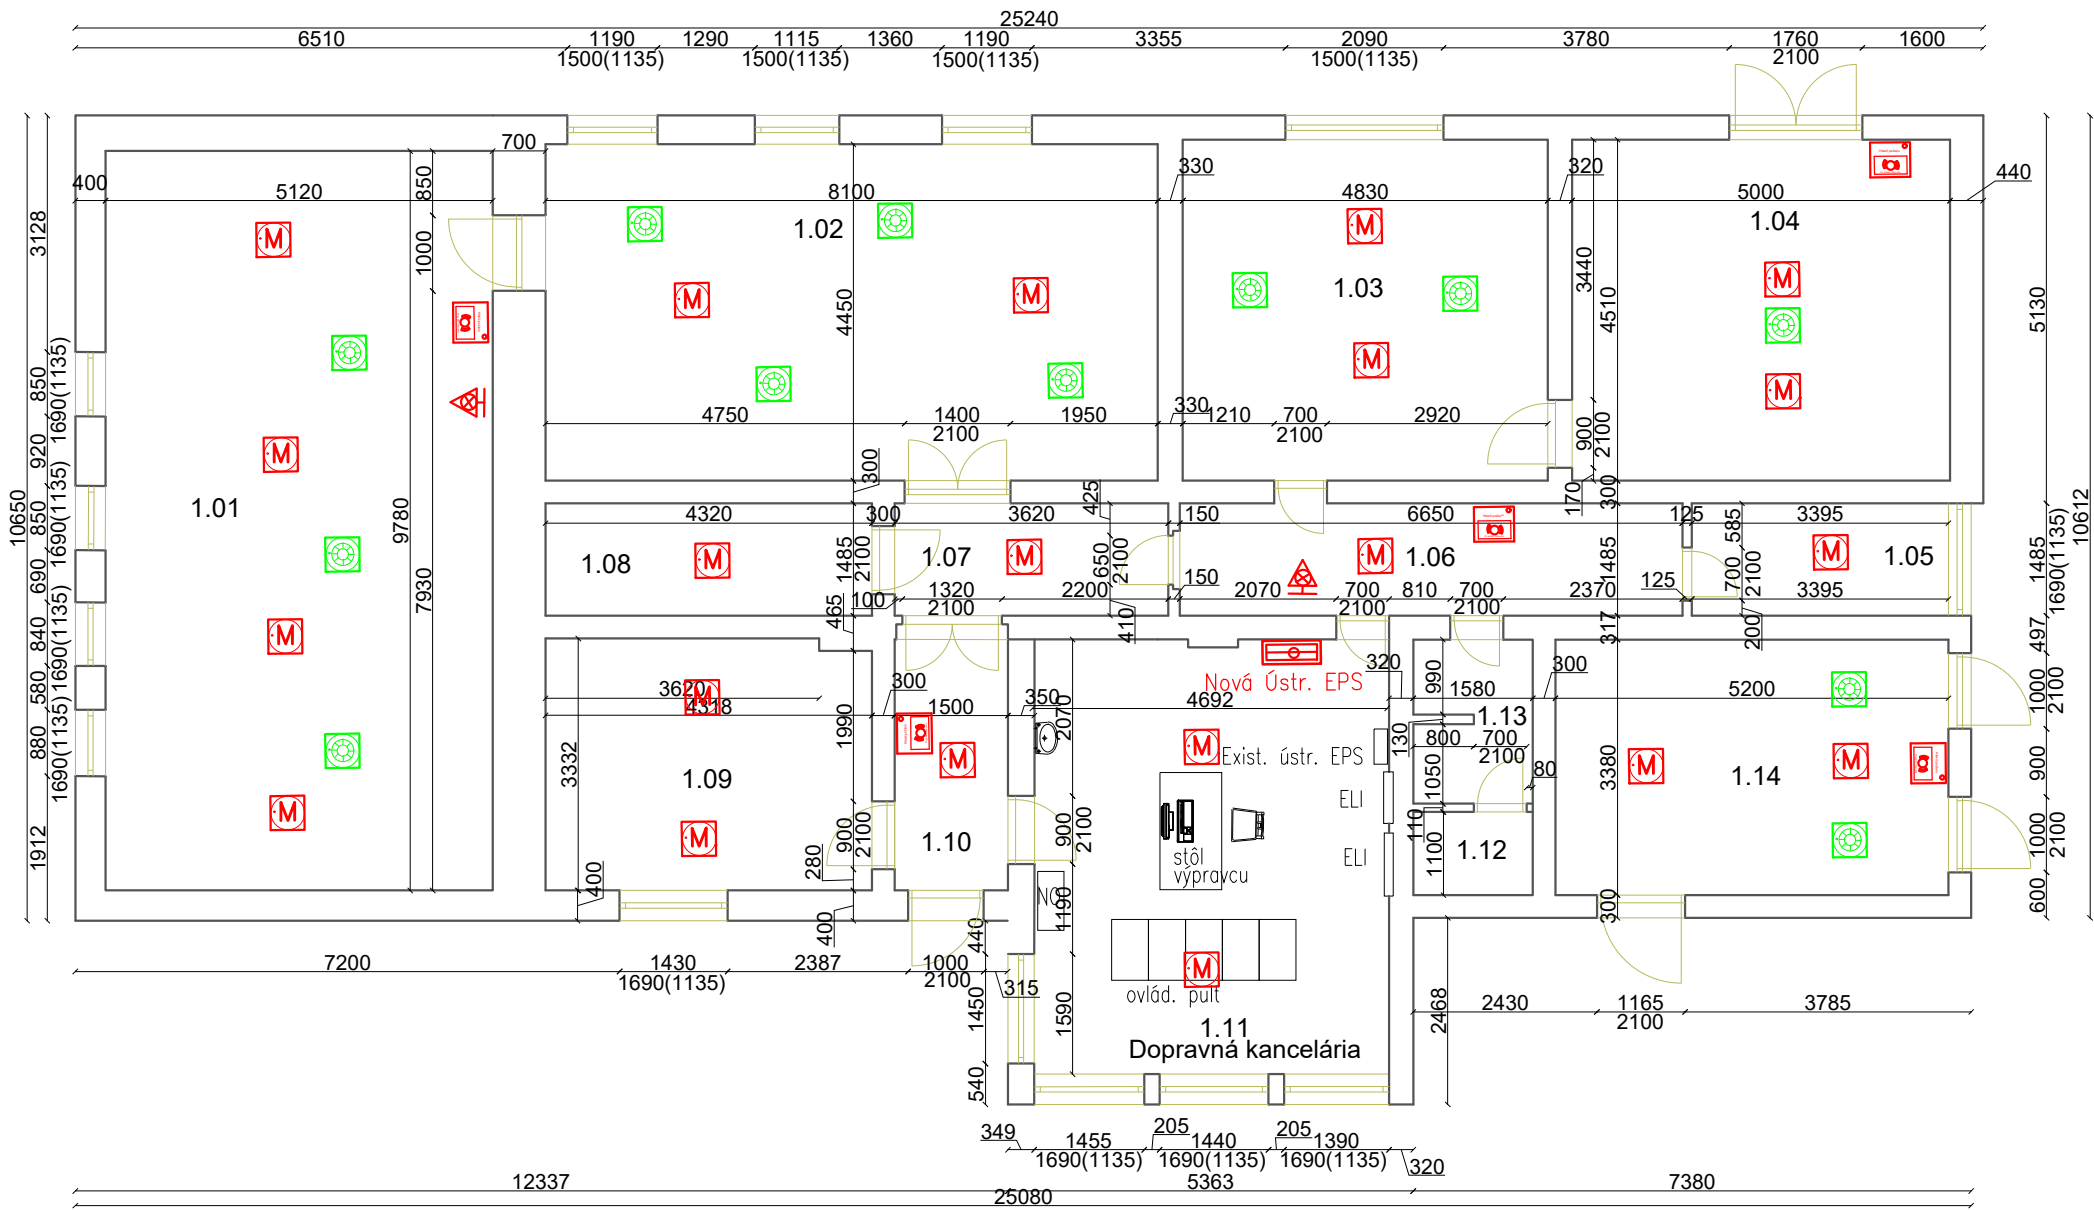 25240
6510 1190 1290 1115 1360 1190 3355 2090 3780 1760 1600
1500(1135) 1500(1135) 1500(1135) 1500(1135) 2100
700
400 5120 850 8100 330 4830 320 5000 440
3128 1000 1.02 1.04
M M M M M M
4450 1.03 3440 4510 5130
M M
4750 1400 1950 330 1210 700 2920
2100 2100
900 2100
10650
850 1690(1135)
920
850 1690(1135)
690
840 1690(1135)
580
880 1690(1135)
1912
1.01
M
9780
7930
M
M
300 425 170 300
4320 300 3620 150 6650 125 585 3395
1.08 M 1.07 M 1.06 M M 1.05
1485 2100 650 2100 1485 700 2100 1485 1690(1135) 10612
100 1320 2200 150 2070 700 810 700 2370 125 3395
2100 2100 2100
465 410 317 200 497
Nová Ústr. EPS
320 990 300
3620 M 300 4692 1580 5200 1000 2100
4318 1500 350
1990 2070 1.13
3332 M M 130 800 700
Exist. ústr. EPS 2100
1.09 1050 80 3380 M 1.14 M 900
ELI
M 900 2100 1.10 900 2100 110
ELI 1.12 1000 2100
stôl
výpravcu
280 1100
400 NO 1190
400 440 300 600
7200 1430 2387 1000
1690(1135) 2100 315
M
ovlád. pult
1450 1590 2468 2430 1165 3785
2100
1.11
Dopravná kancelária
540
349 1455 205 1440 205 1390
1690(1135) 1690(1135) 1690(1135) 320
12337 5363 7380
25080